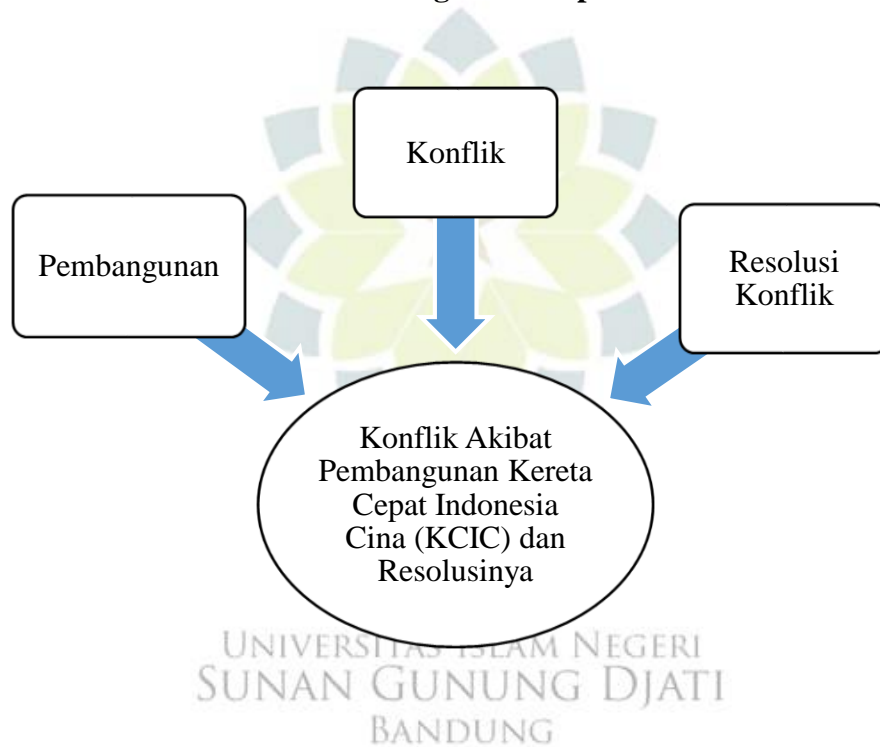 Konflik
Pembangunan
Resolusi
Konflik
Konflik Akibat
Pembangunan Kereta
Cepat Indonesia
Cina (KCIC) dan
Resolusinya
UNIVERSITAS ISLAM NEGERI
SUNAN GUNUNG DJATI
BANDUNG